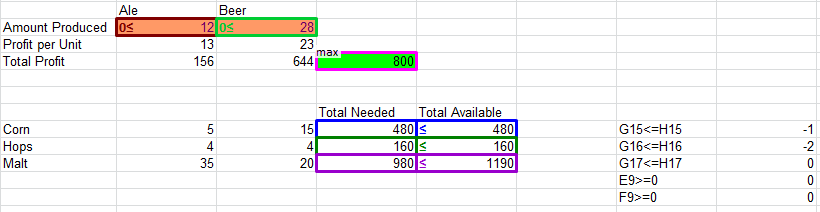 Ale Beer
Amount Produced 0≤ 12 0≤ 28
Profit per Unit 13 23
max
Total Profit 156 644 800
Total Needed Total Available
Corn 5 15 480 ≤ 480 G15<=H15 -1
Hops 4 4 160 ≤ 160 G16<=H16 -2
Malt 35 20 980 ≤ 1190 G17<=H17 0
E9>=0 0
F9>=0 0